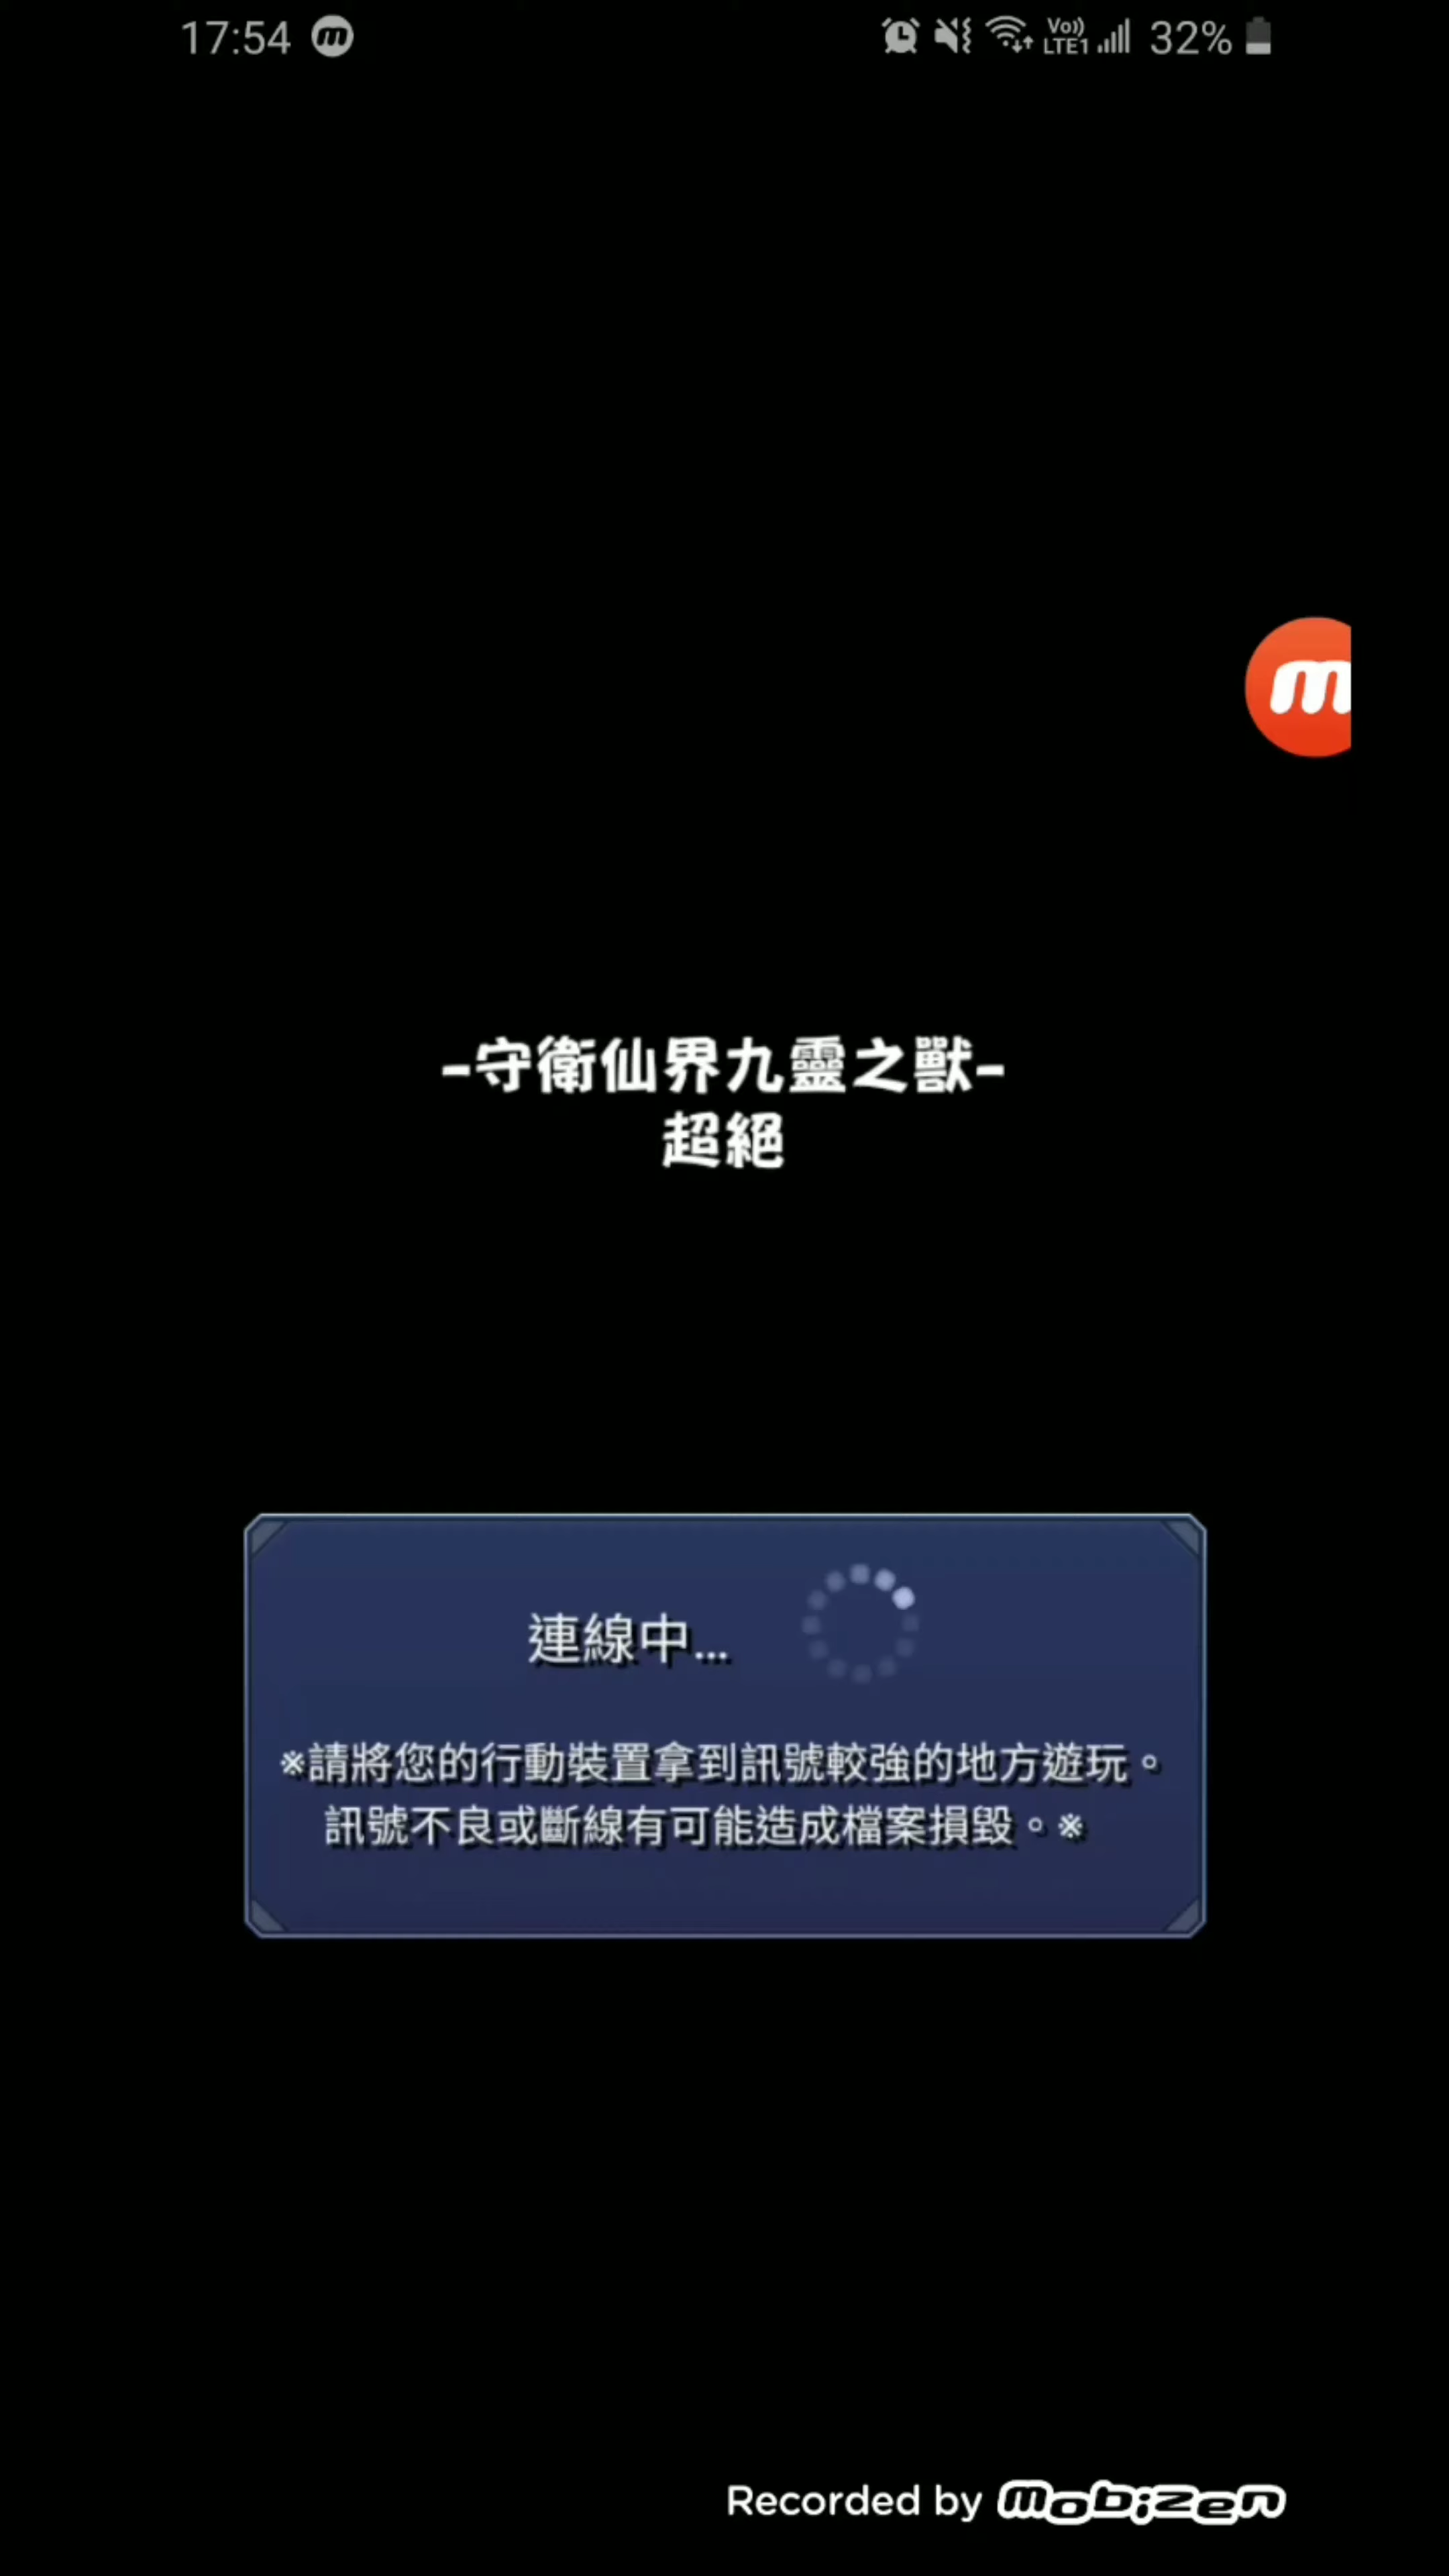 17:54
Vo)) LTE1 32%
-守衛仙界九靈之獸-
超絕
連線中...
※請將您的行動裝置拿到訊號較強的地方遊玩。
訊號不良或斷線有可能造成檔案損毀。※
Recorded by mobizen